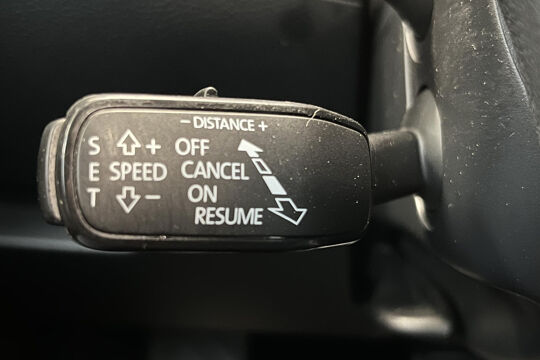 − DISTANCE +
S + OFF
E SPEED CANCEL
T − ON
RESUME